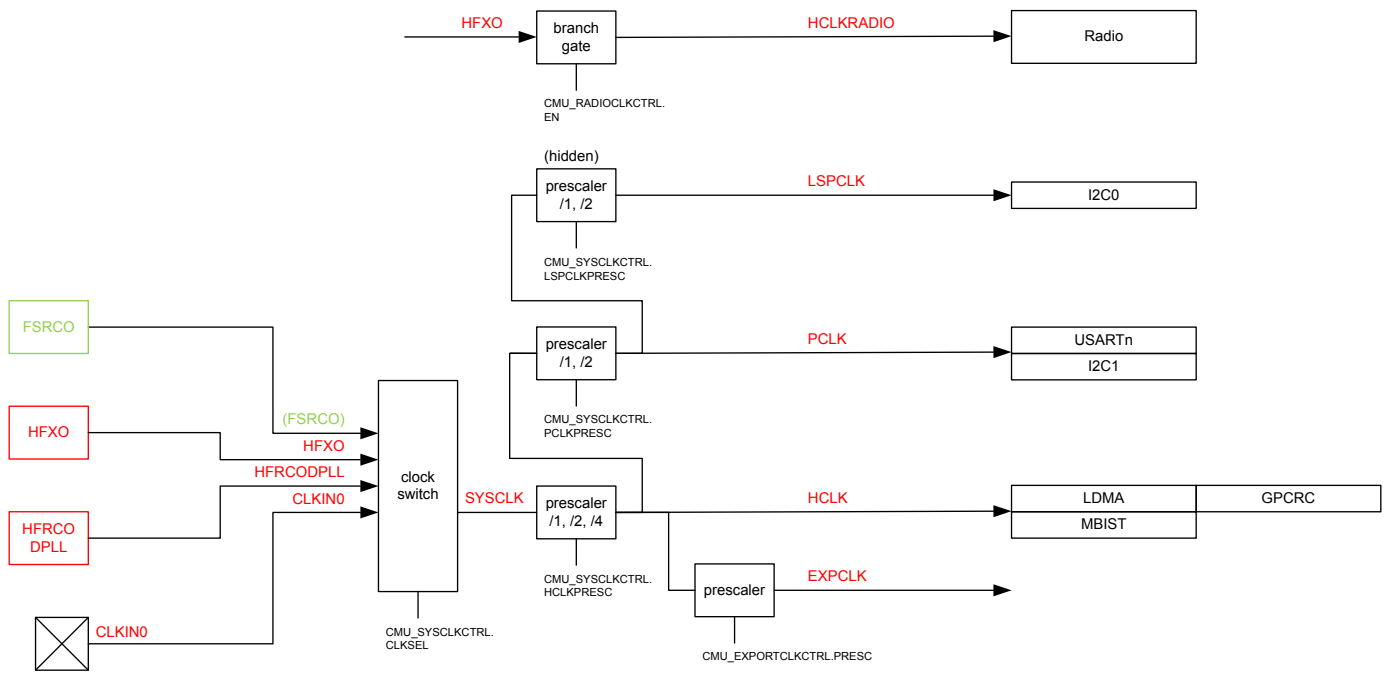 HFXO
branch
gate
HCLKRADIO
Radio
CMU_RADIOCLKCTRL.
EN
(hidden)
prescaler
/1, /2
LSPCLK
I2C0
CMU_SYSCLKCTRL.
LSPCLKPRESC
FSRCO
prescaler
/1, /2
PCLK
USARTn
I2C1
CMU_SYSCLKCTRL.
PCLKPRESC
HFXO
(FSRCO)
HFXO
HFRCODPLL
CLKIN0
clock
switch
SYSCLK
prescaler
/1, /2, /4
HCLK
LDMA
GPCRC
MBIST
HFRCO
DPLL
CMU_SYSCLKCTRL.
HCLKPRESC
prescaler
EXPCLK
CLKIN0
CMU_SYSCLKCTRL.
CLKSEL
CMU_EXPORTCLKCTRL.PRESC